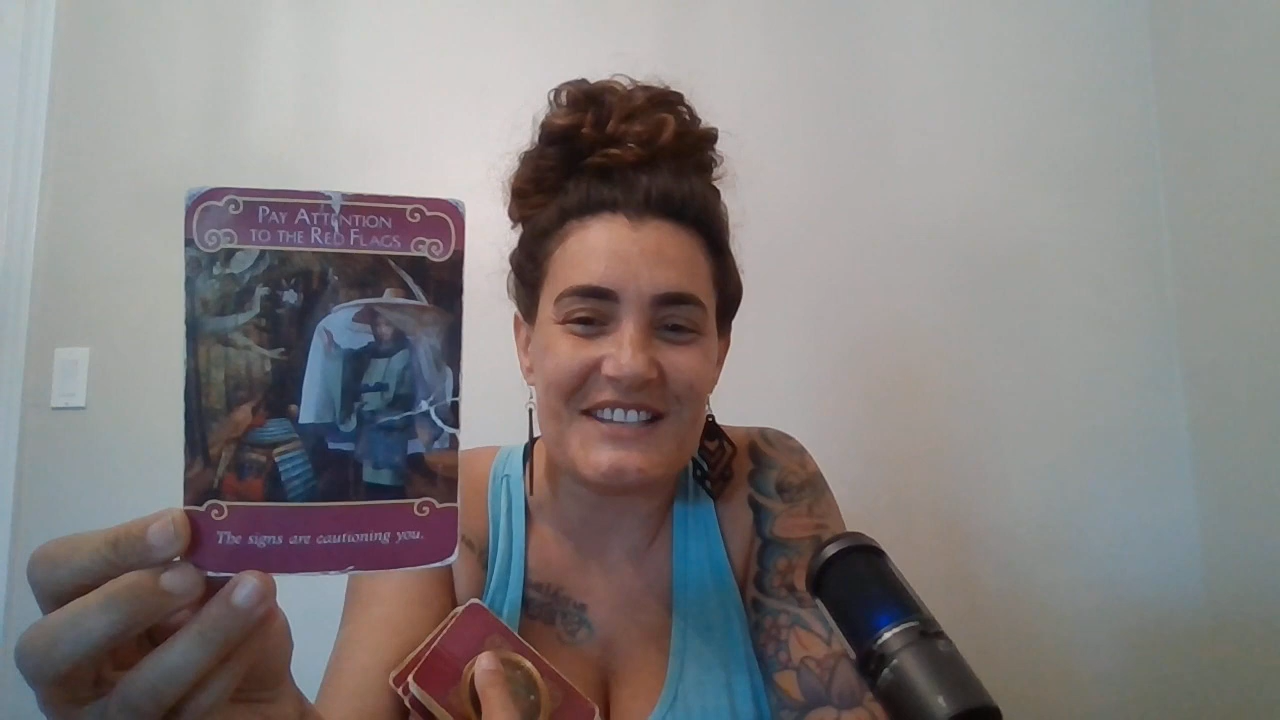 PAY ATTENTION
TO THE RED FLAGS
The signs are cautioning you.